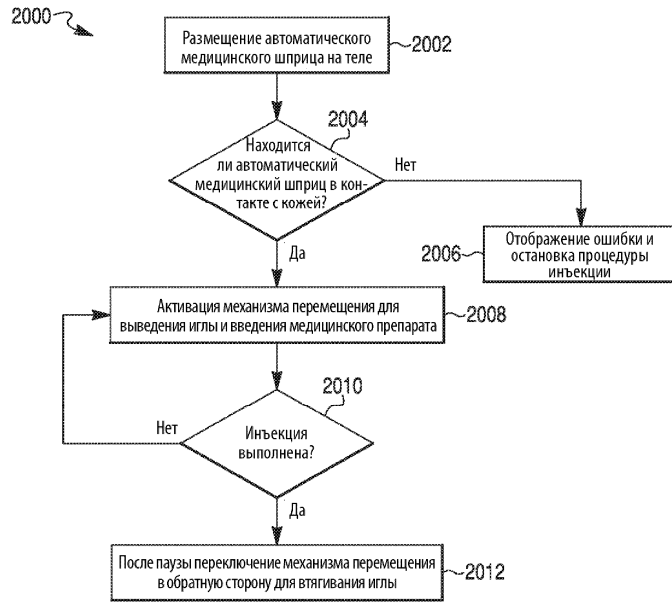 2000
Размещение автоматического
медицинского шприца на теле
2002
2004
Находится
ли автоматический
медицинский шприц в кон-
такте с кожей?
Нет
Да
2006
Отображение ошибки и
остановка процедуры
инъекции
Активация механизма перемещения для
выведения иглы и введения медицинского препарата
2008
2010
Нет
Инъекция
выполнена?
Да
После паузы переключение механизма перемещения
в обратную сторону для втягивания иглы
2012